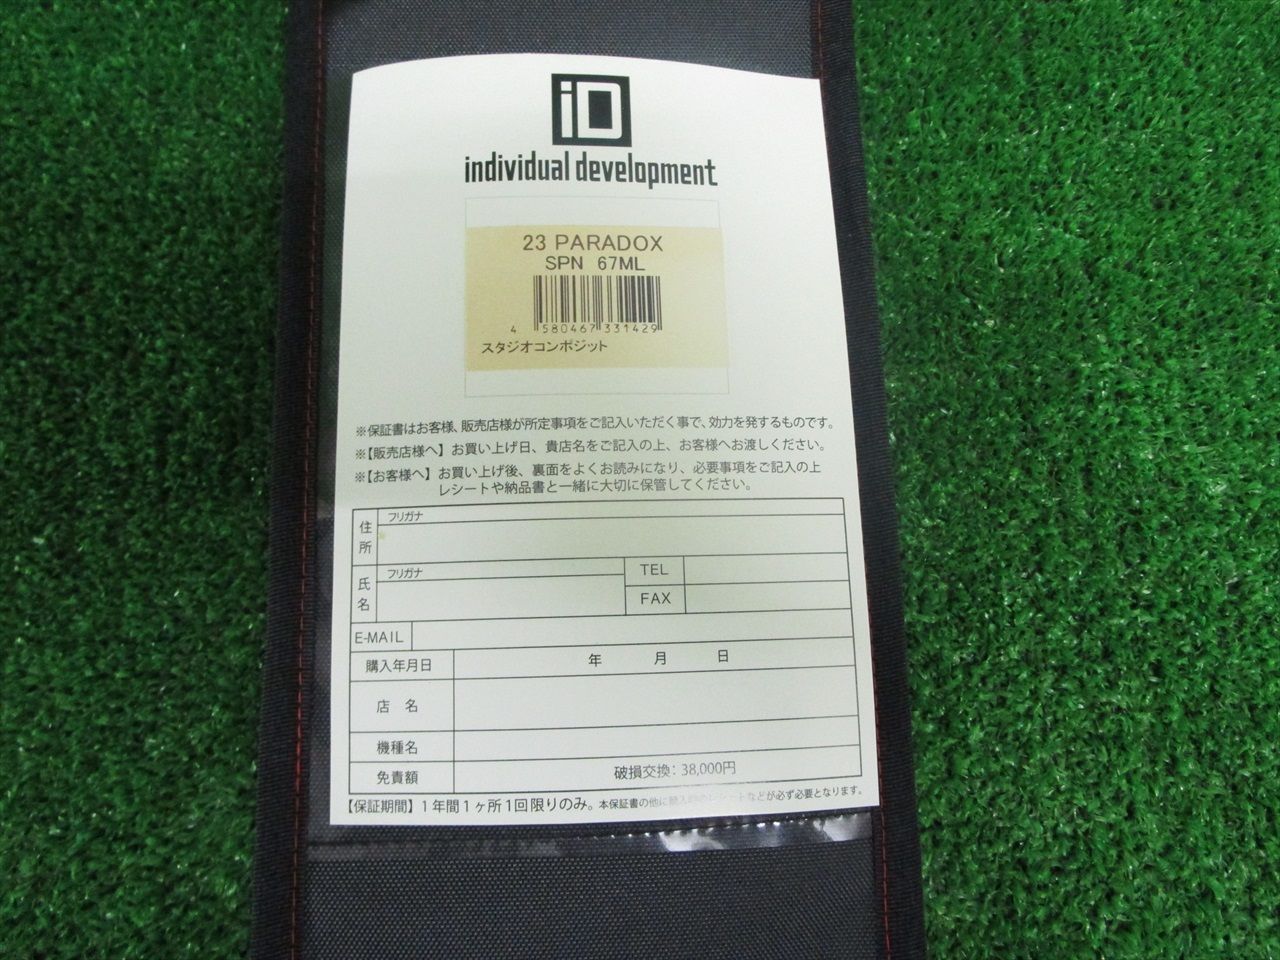 iD
individual development
23 PARADOX
SPN 67ML
4 580467 331429
スタジオコンポジット
※保証書はお客様、販売店様が所定事項をご記入いただく事で、効力を発するものです。
※【販売店様へ】お買い上げ日、貴店名をご記入の上、お客様へお渡しください。
※【お客様へ】お買い上げ後、裏面をよくお読みになり、必要事項をご記入の上
レシートや納品書と一緒に大切に保管してください。
住所 フリガナ
氏名 フリガナ TEL
FAX
E-MAIL
購入年月日 年 月 日
店 名
機種名
免責額 破損交換：38,000円
【保証期間】1年間1ヶ所1回限りのみ。本保証書の他に購入時のレシートなどが必ず必要となります。